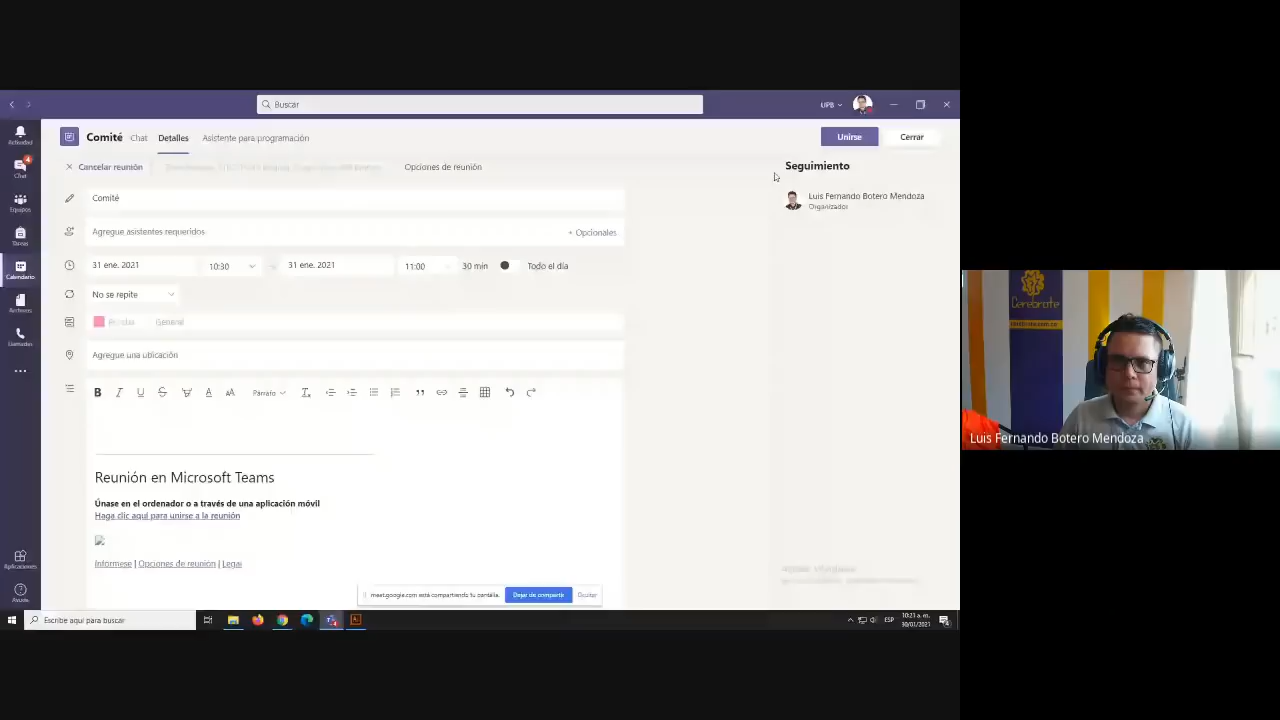 Buscar
UPB
Actividad
Chat
4
Equipos
Tareas
Calendario
Archivos
Llamadas
Aplicaciones
Ayuda
Comité
Chat
Detalles
Asistente para programación
Unirse
Cerrar
Cancelar reunión
Opciones de reunión
Seguimiento
Luis Fernando Botero Mendoza
Organizador
Comité
Agregue asistentes requeridos
+ Opcionales
31 ene. 2021
10:30
31 ene. 2021
11:00
30 min
Todo el día
No se repite
General
Agregue una ubicación
Párrafo
Reunión en Microsoft Teams
Únase en el ordenador o a través de una aplicación móvil
Haga clic aquí para unirse a la reunión
Infórmese | Opciones de reunión | Legal
meet.google.com está compartiendo tu pantalla.
Dejar de compartir
Ocultar
Escribe aquí para buscar
ESP
10:21 a. m.
30/01/2021
Cerebrate
Luis Fernando Botero Mendoza